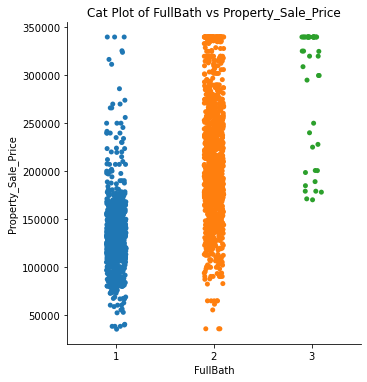 Cat Plot of FullBath vs Property_Sale_Price
350000
300000
250000
200000
150000
100000
50000
Property_Sale_Price
1 2 3
FullBath